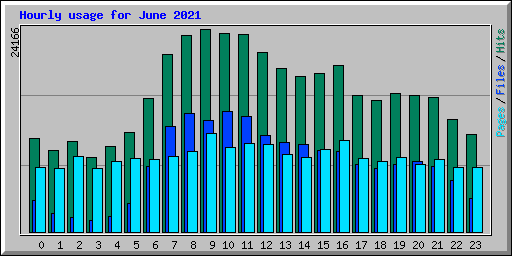 Hourly usage for June 2021
24166
Pages/Files/Hits
0 1 2 3 4 5 6 7 8 9 10 11 12 13 14 15 16 17 18 19 20 21 22 23